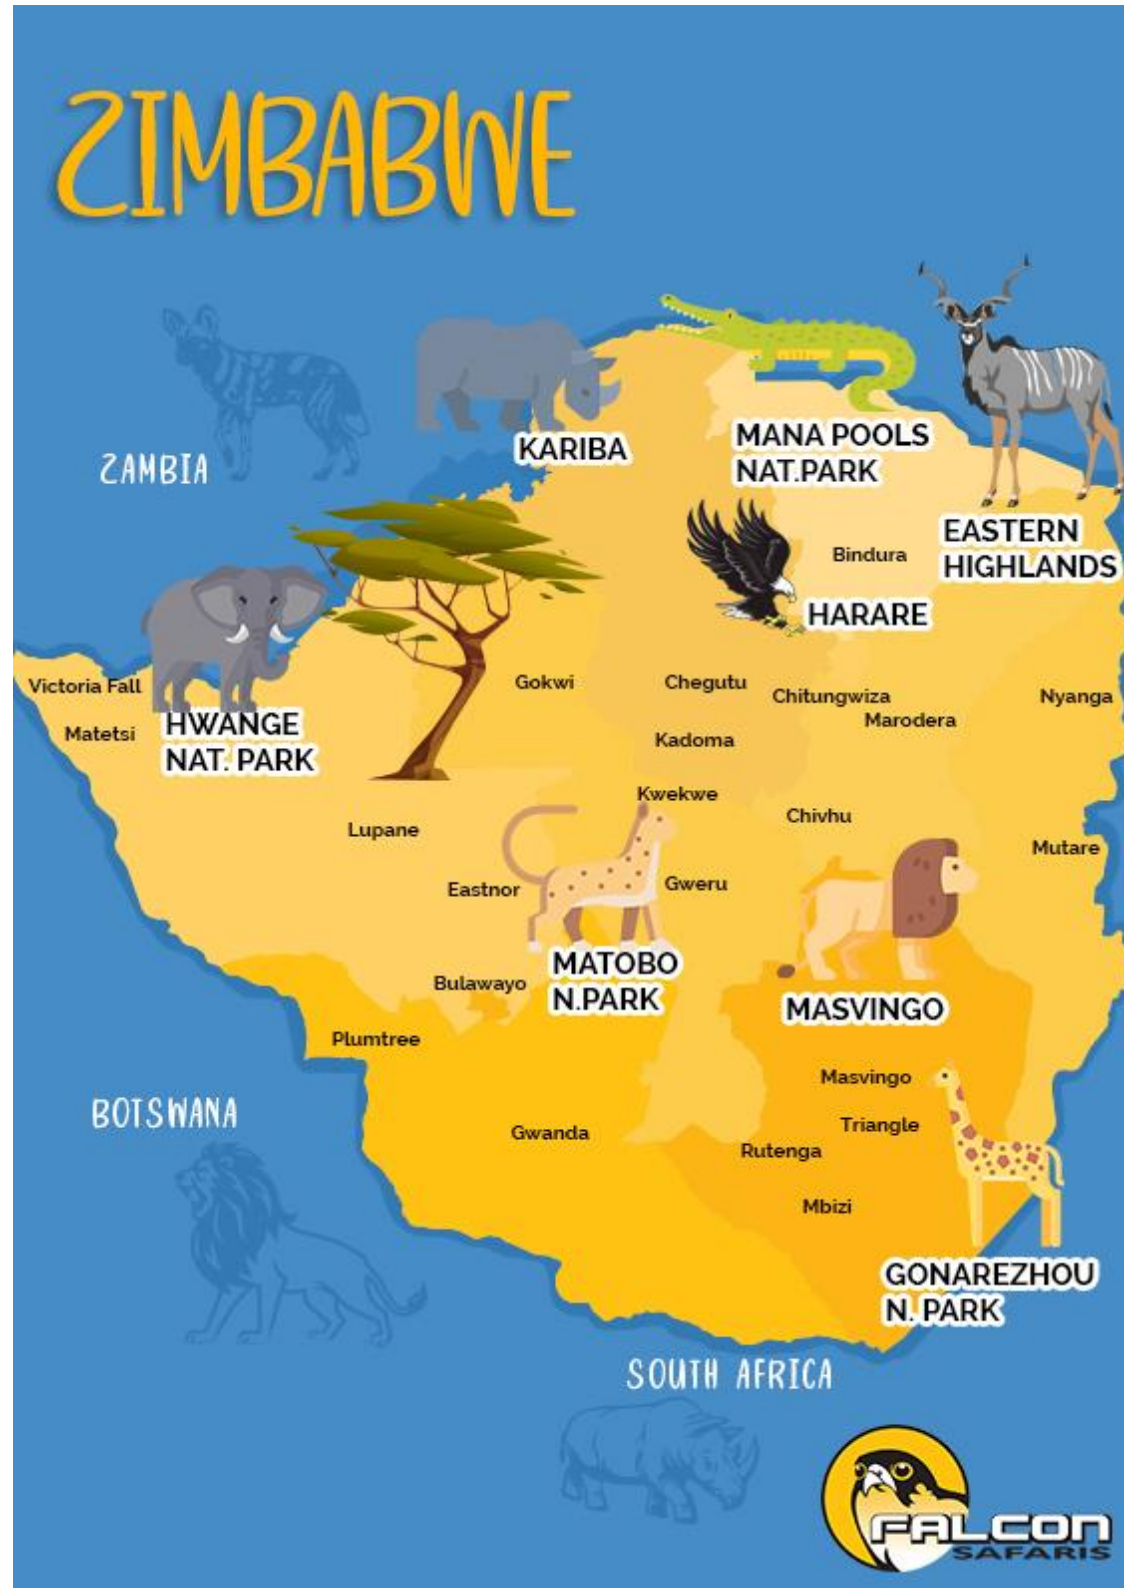 ZIMBABWE
ZAMBIA
KARIBA
MANA POOLS
NAT.PARK
EASTERN
HIGHLANDS
Bindura
HARARE
Victoria Fall
Matetsi
HWANGE
NAT. PARK
Gokwi
Chegutu
Chitungwiza
Marodera
Nyanga
Kadoma
Kwekwe
Chivhu
Lupane
Mutare
Eastnor
Gweru
MATOBO
N.PARK
Bulawayo
MASVINGO
Plumtree
Masvingo
BOTSWANA
Gwanda
Triangle
Rutenga
Mbizi
GONAREZHOU
N. PARK
SOUTH AFRICA
FALCON
SAFARIS